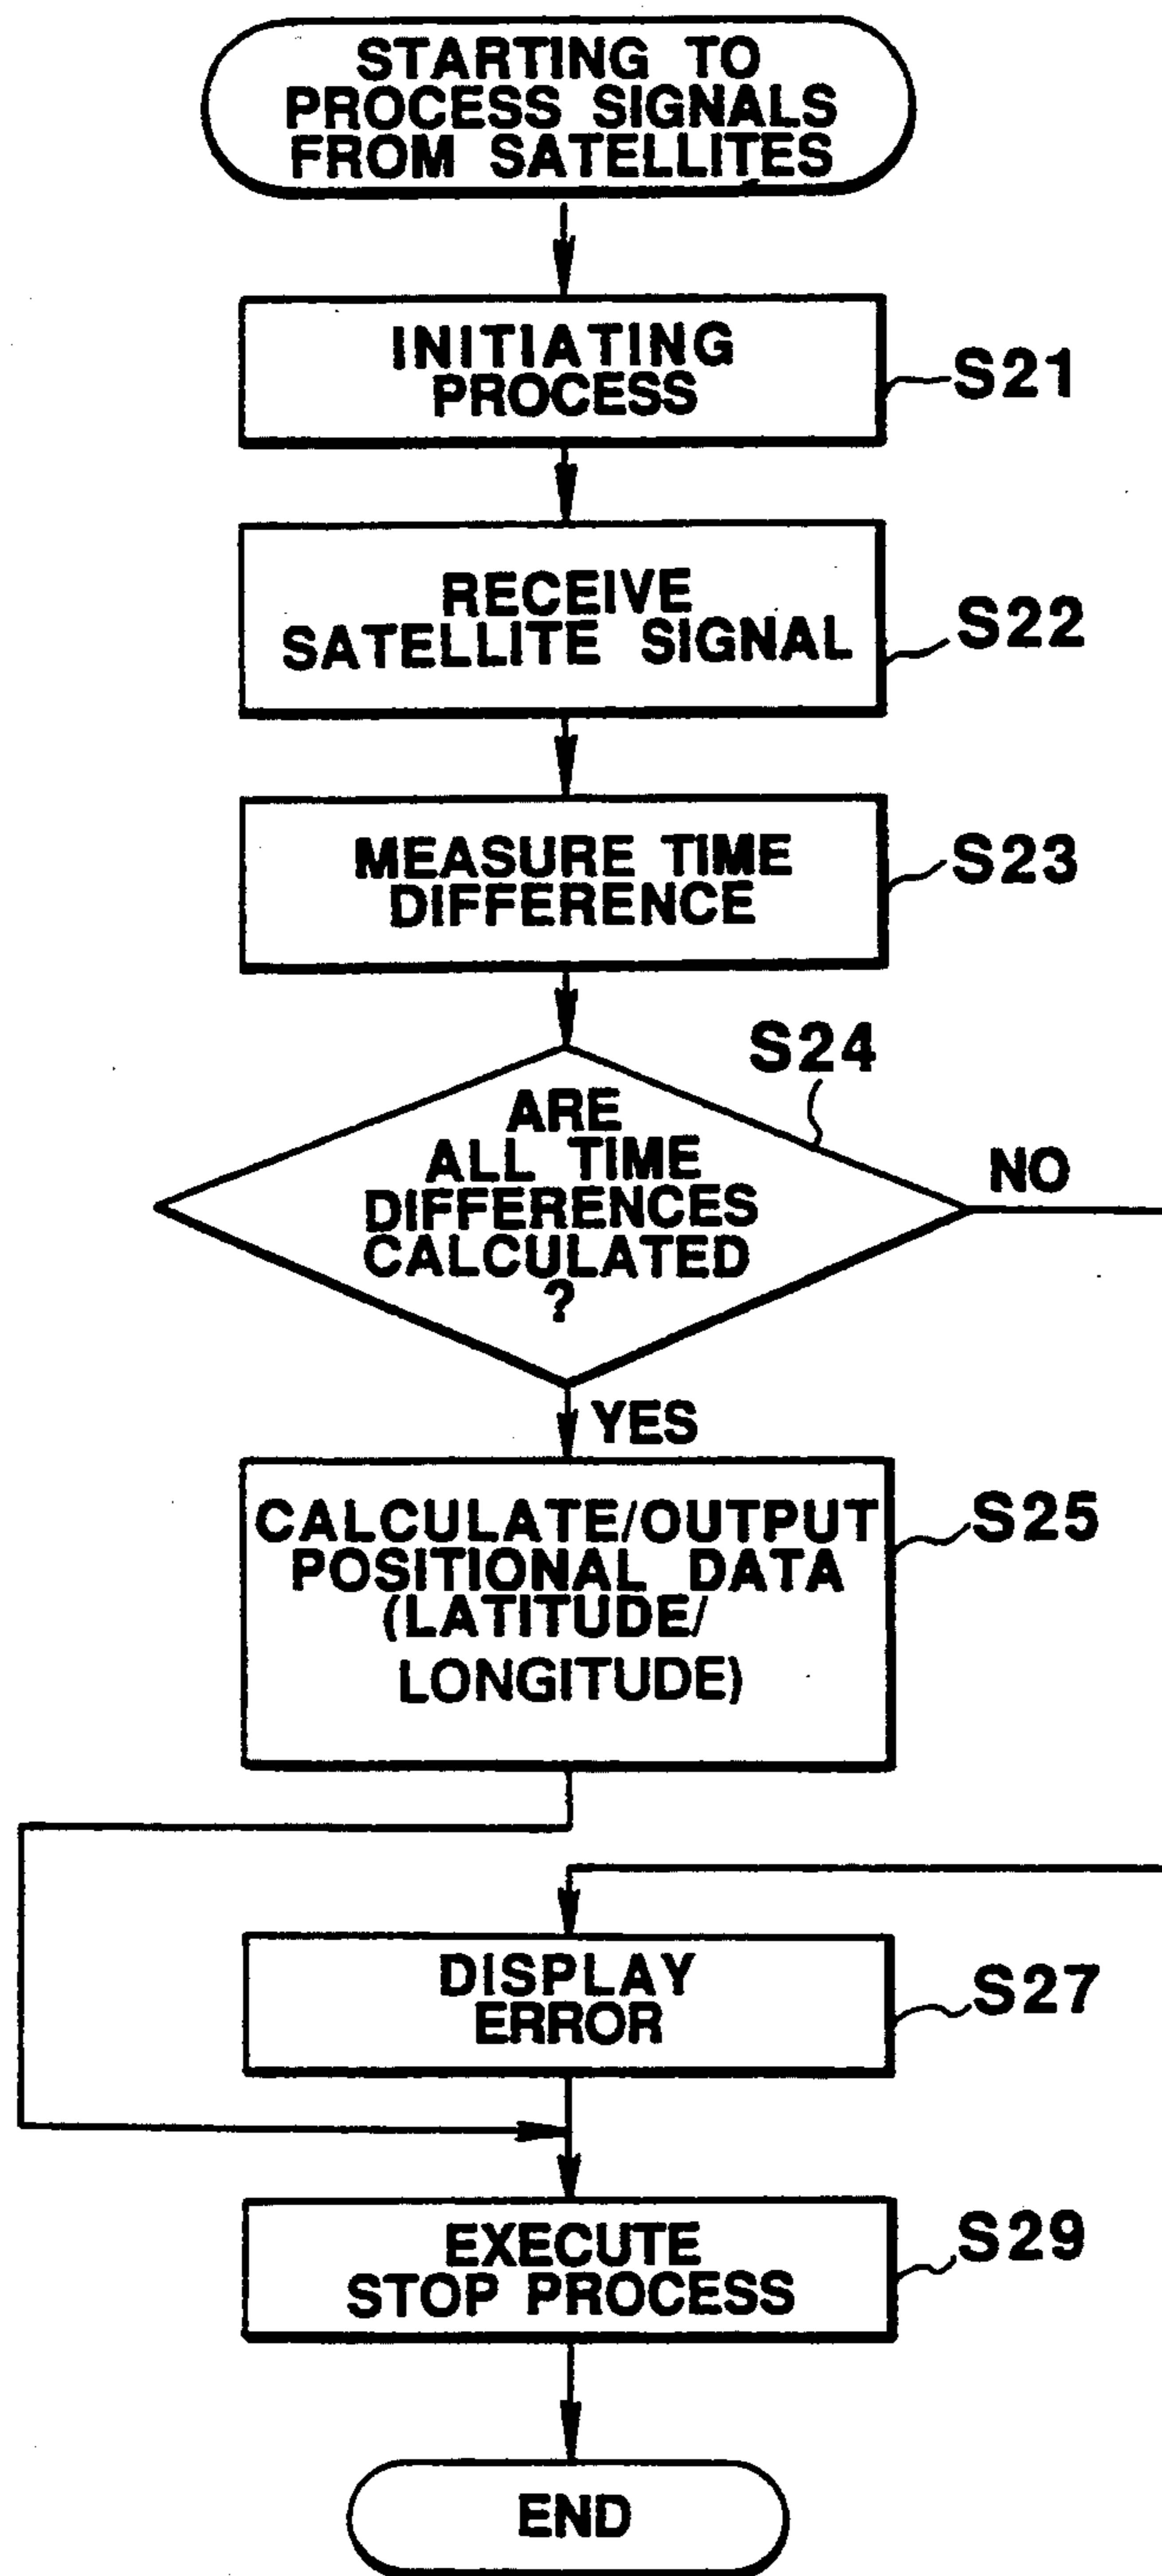 STARTING TO
PROCESS SIGNALS
FROM SATELLITES
INITIATING
PROCESS
S21
RECEIVE
SATELLITE SIGNAL
S22
MEASURE TIME
DIFFERENCE
S23
S24
ARE
ALL TIME
DIFFERENCES
CALCULATED
?
NO
YES
CALCULATE/OUTPUT
POSITIONAL DATA
(LATITUDE/
LONGITUDE)
S25
DISPLAY
ERROR
S27
EXECUTE
STOP PROCESS
S29
END